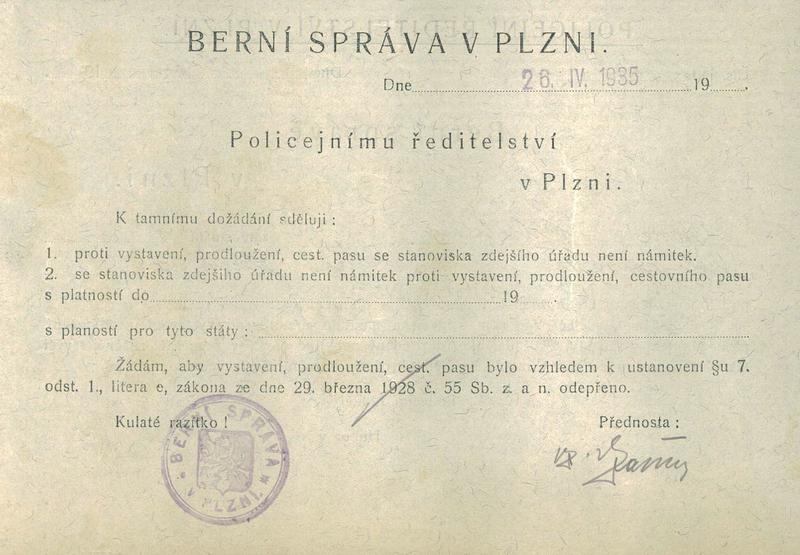 BERNÍ SPRÁVA V PLZNI.
Dne 26. IV. 1935 19 .
Policejnímu ředitelství
v Plzni.
K tamnímu dožádání sděluji :
1. proti vystavení, prodloužení, cest. pasu se stanoviska zdejšího úřadu není námitek.
2. se stanoviska zdejšího úřadu není námitek proti vystavení, prodloužení, cestovního pasu
s platností do 19 .
s plaností pro tyto státy :
Žádám, aby vystavení, prodloužení, cest. pasu bylo vzhledem k ustanovení §u 7.
odst. 1., litera e, zákona ze dne 29. března 1928 č. 55 Sb. z. a n. odepřeno.
Kulaté razítko !
Přednosta :
BERNÍ SPRÁVA
V PLZNI.